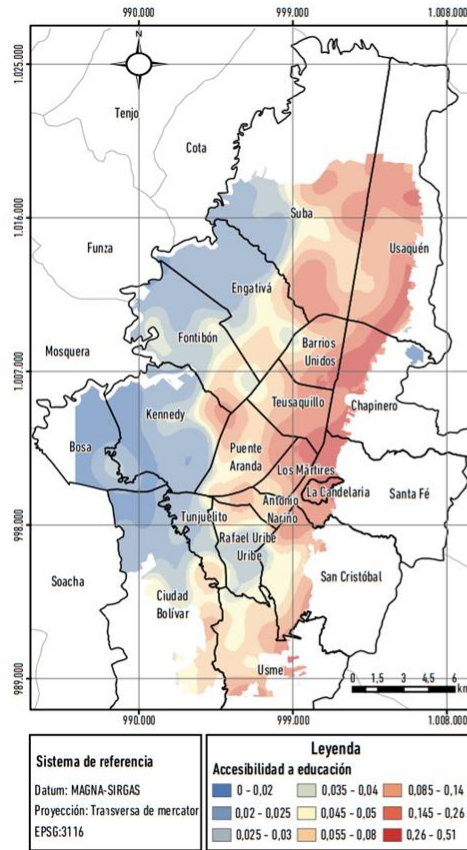 990.000
999.000
1.008.000
1.025.000
N
Tenjo
Cota
1.016.000
Suba
Usaquén
Funza
Engativá
Fontibón
Barrios
Unidos
Mosquera
1.007.000
Teusaquillo
Chapinero
Kennedy
Bosa
Puente
Aranda
Los Mártires
La Candelaria
Santa Fé
Antonio
Nariño
998.000
Tunjuelito
Rafael Uribe
Uribe
Soacha
San Cristóbal
Ciudad
Bolívar
Usme
0 1,5 3 4,5 6
km
989.000
990.000
999.000
1.008.000
Sistema de referencia
Datum: MAGNA-SIRGAS
Proyección: Transversa de mercator
EPSG:3116
Leyenda
Accesibilidad a educación
0 - 0,02
0,02 - 0,025
0,025 - 0,03
0,035 - 0,04
0,045 - 0,05
0,055 - 0,08
0,085 - 0,14
0,145 - 0,26
0,26 - 0,51